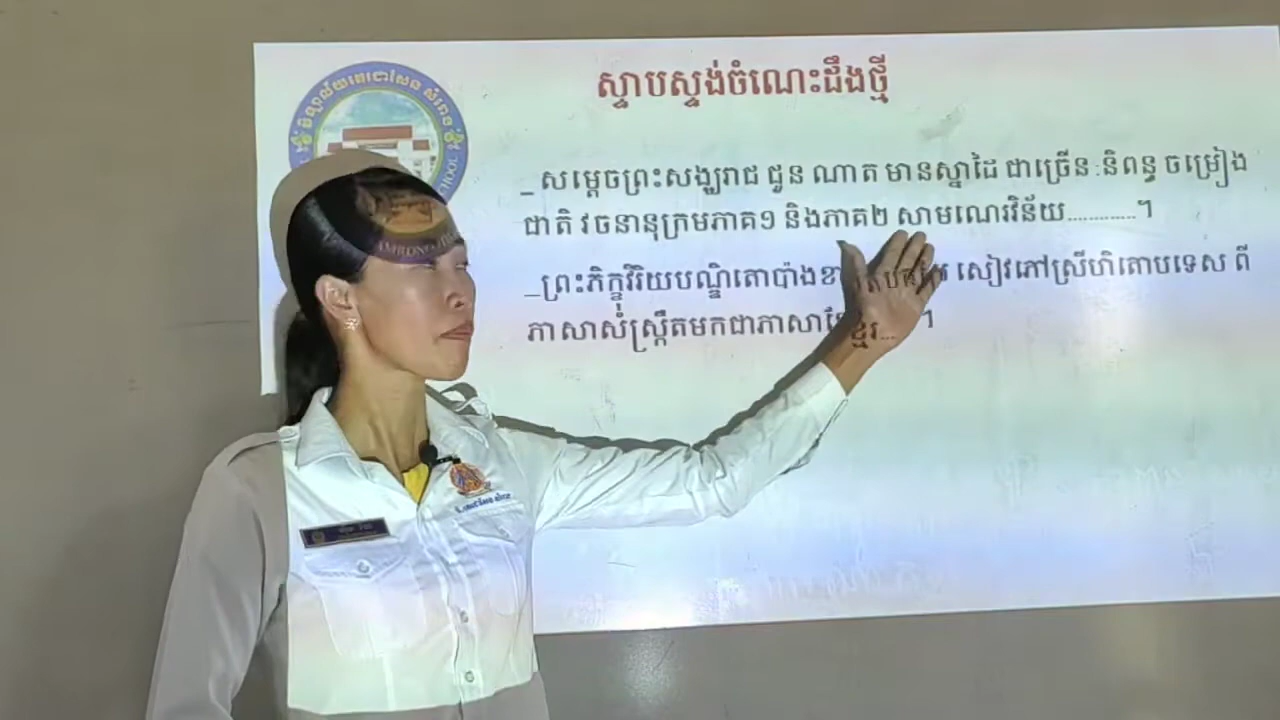 ស្ទាបស្ទង់ចំណេះដឹងថ្មី
_ សម្តេចព្រះសង្ឃរាជ ជួន ណាត មានស្នាដៃ ជាច្រើន :និពន្ធ ចម្រៀង
ជាតិ វចនានុក្រមភាគ១ និងភាគ២ សាមណេរវិន័យ.............។
_ព្រះភិក្ខុវីរិយបណ្ឌិតោប៉ាងខាត់ សៀវភៅស្រីហិតោបទេស ពី
ភាសាសំស្ក្រឹតមកជាភាសាខ្មែរ... ។